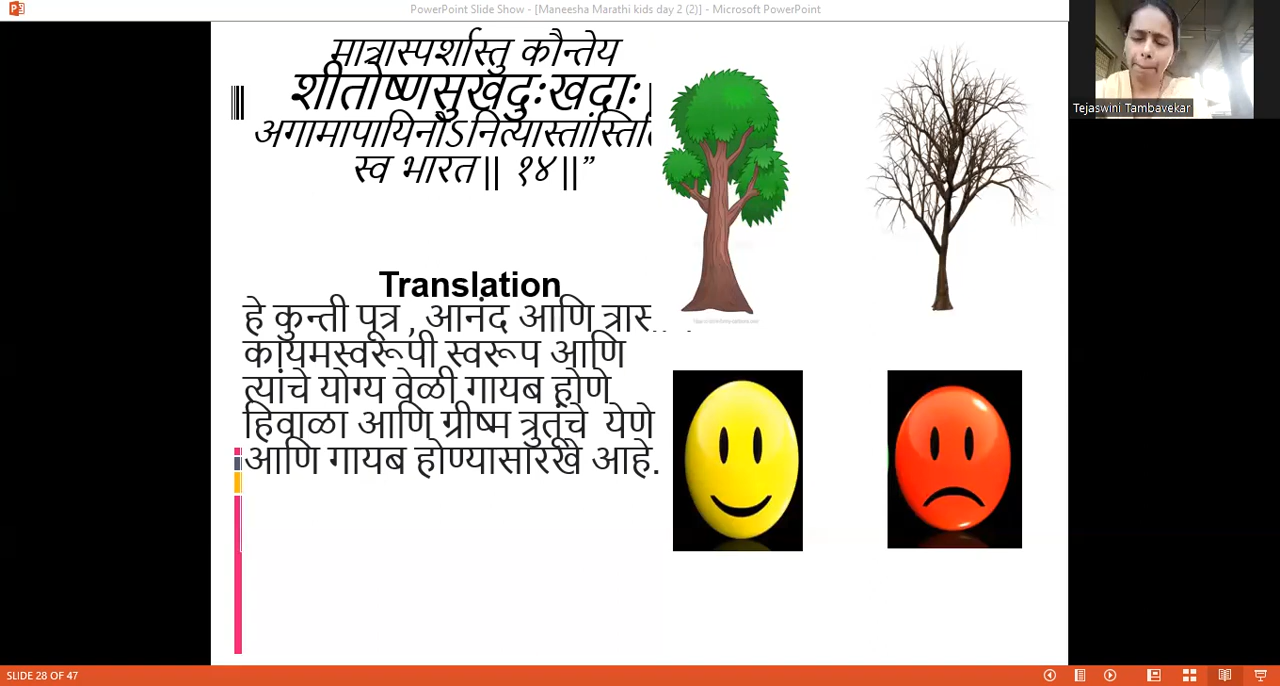 PowerPoint Slide Show - [Maneesha Marathi kids day 2 (2)] - Microsoft PowerPoint
मात्रास्पर्शास्तु कौन्तेय
शीतोष्णसुखदुःखदाः|
अगामापायिनोऽनित्यास्तांस्तिति
स्व भारत|| १४||”
Translation
हे कुन्ती पूत्र , आनंद आणि
कायमस्वरूपी स्वरूप आणि
त्यांचे योग्य वेळी गायब होणे
हिवाळा आणि ग्रीष्म त्रुतूंचे येणे
आणि गायब होण्यासारखे आहे.
Tejaswini Tambavekar
SLIDE 28 OF 47